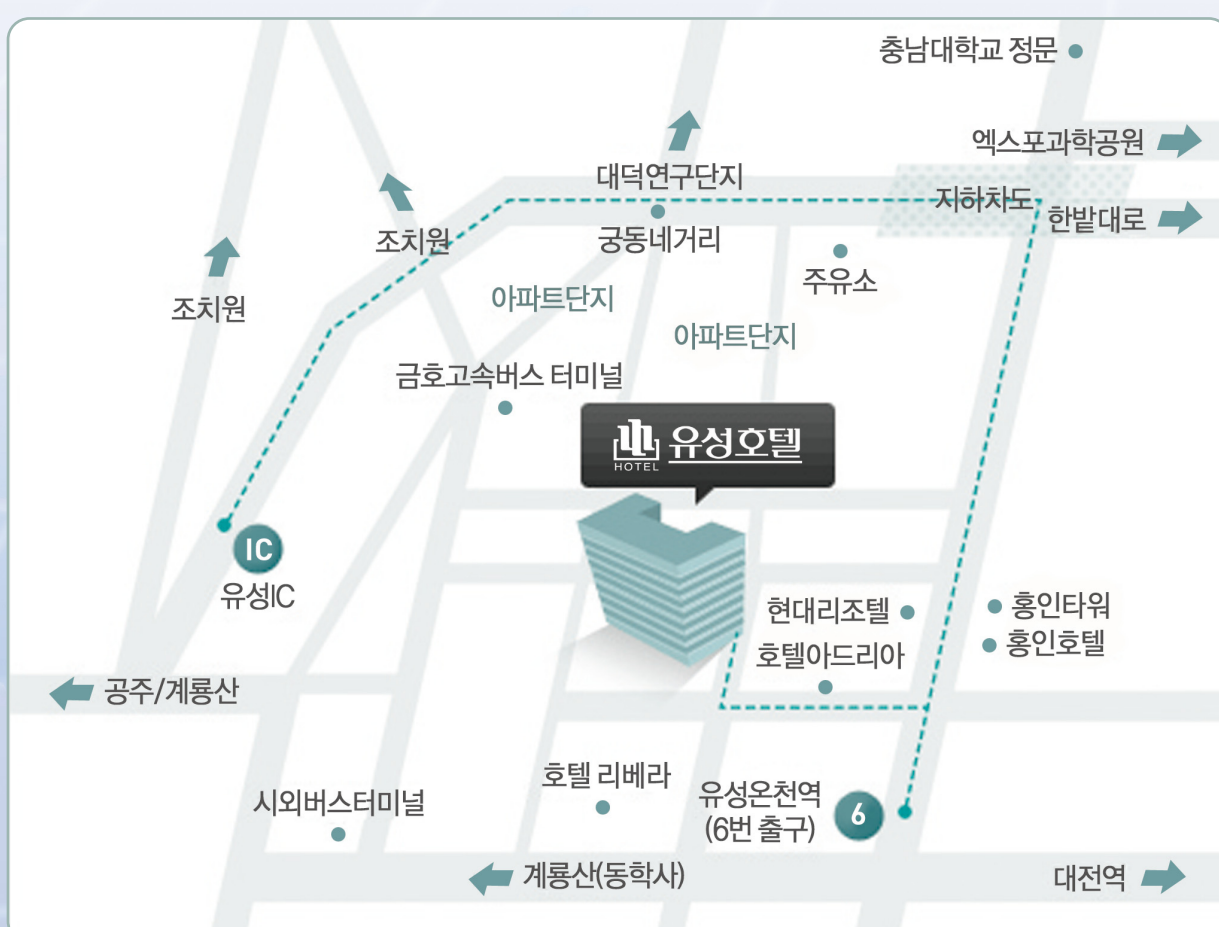 충남대학교 정문
엑스포과학공원
대덕연구단지
지하차도
한밭대로
조치원
궁동네거리
주유소
조치원
아파트단지
아파트단지
금호고속버스 터미널
유성호텔
HOTEL
IC
유성IC
현대리조텔
홍인타워
호텔아드리아
홍인호텔
공주/계룡산
호텔 리베라
유성온천역
(6번 출구)
6
시외버스터미널
계룡산(동학사)
대전역